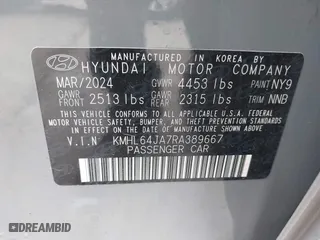 MANUFACTURED IN KOREA BY
HYUNDAI MOTOR COMPANY
MAR/2024 GVWR 4453 lbs PAINT NY9
GAWR FRONT 2513 lbs GAWR REAR 2315 lbs TRIM NNB
THIS VEHICLE CONFORMS TO ALL APPLICABLE
U.S.A. FEDERAL MOTOR VEHICLE SAFETY,
BUMPER, AND THEFT PREVENTION STANDARDS
IN EFFECT ON THE DATE OF MANUFACTURE
SHOWN ABOVE.
V.I.N KMHL64JA7RA389667
PASSENGER CAR
AUTOBIDMASTER